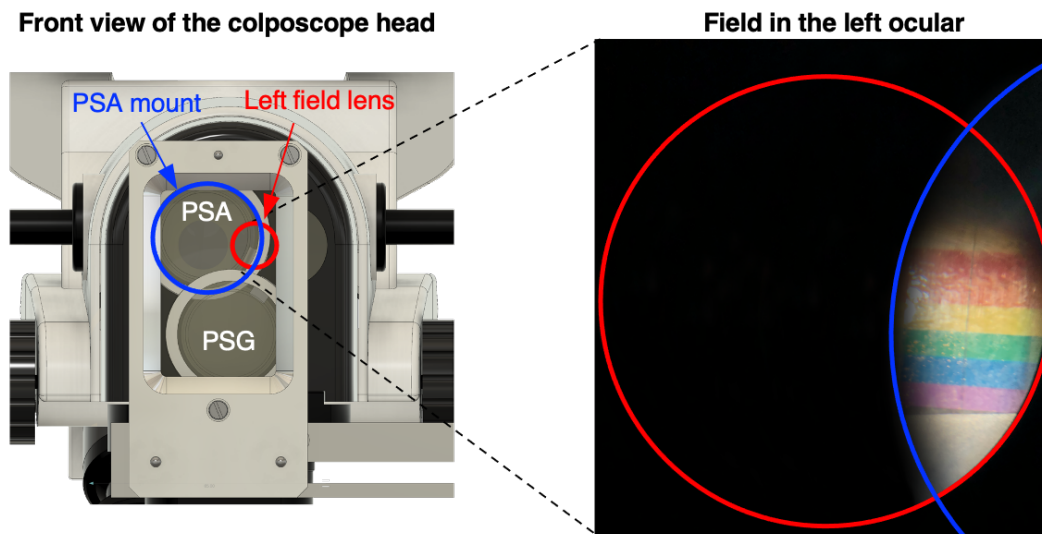 Front view of the colposcope head
Field in the left ocular
PSA mount
Left field lens
PSA
PSG